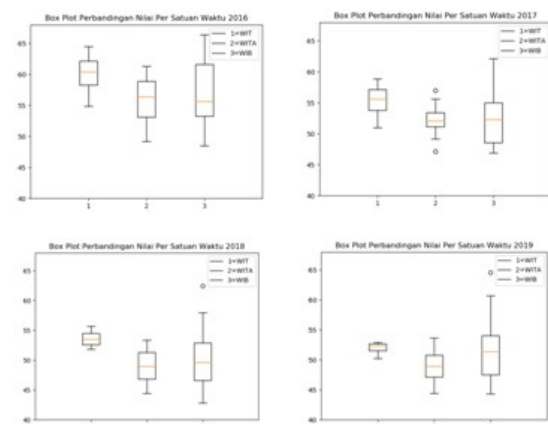 Box Plot Perbandingan Nilai Per Satuan Waktu 2016
1=WIT
2=WITA
3=WIB
65
60
55
50
45
40
1 2 3
Box Plot Perbandingan Nilai Per Satuan Waktu 2017
1=WIT
2=WITA
3=WIB
65
60
55
50
45
40
1 2 3
Box Plot Perbandingan Nilai Per Satuan Waktu 2018
1=WIT
2=WITA
3=WIB
65
60
55
50
45
40
Box Plot Perbandingan Nilai Per Satuan Waktu 2019
1=WIT
2=WITA
3=WIB
65
60
55
50
45
40